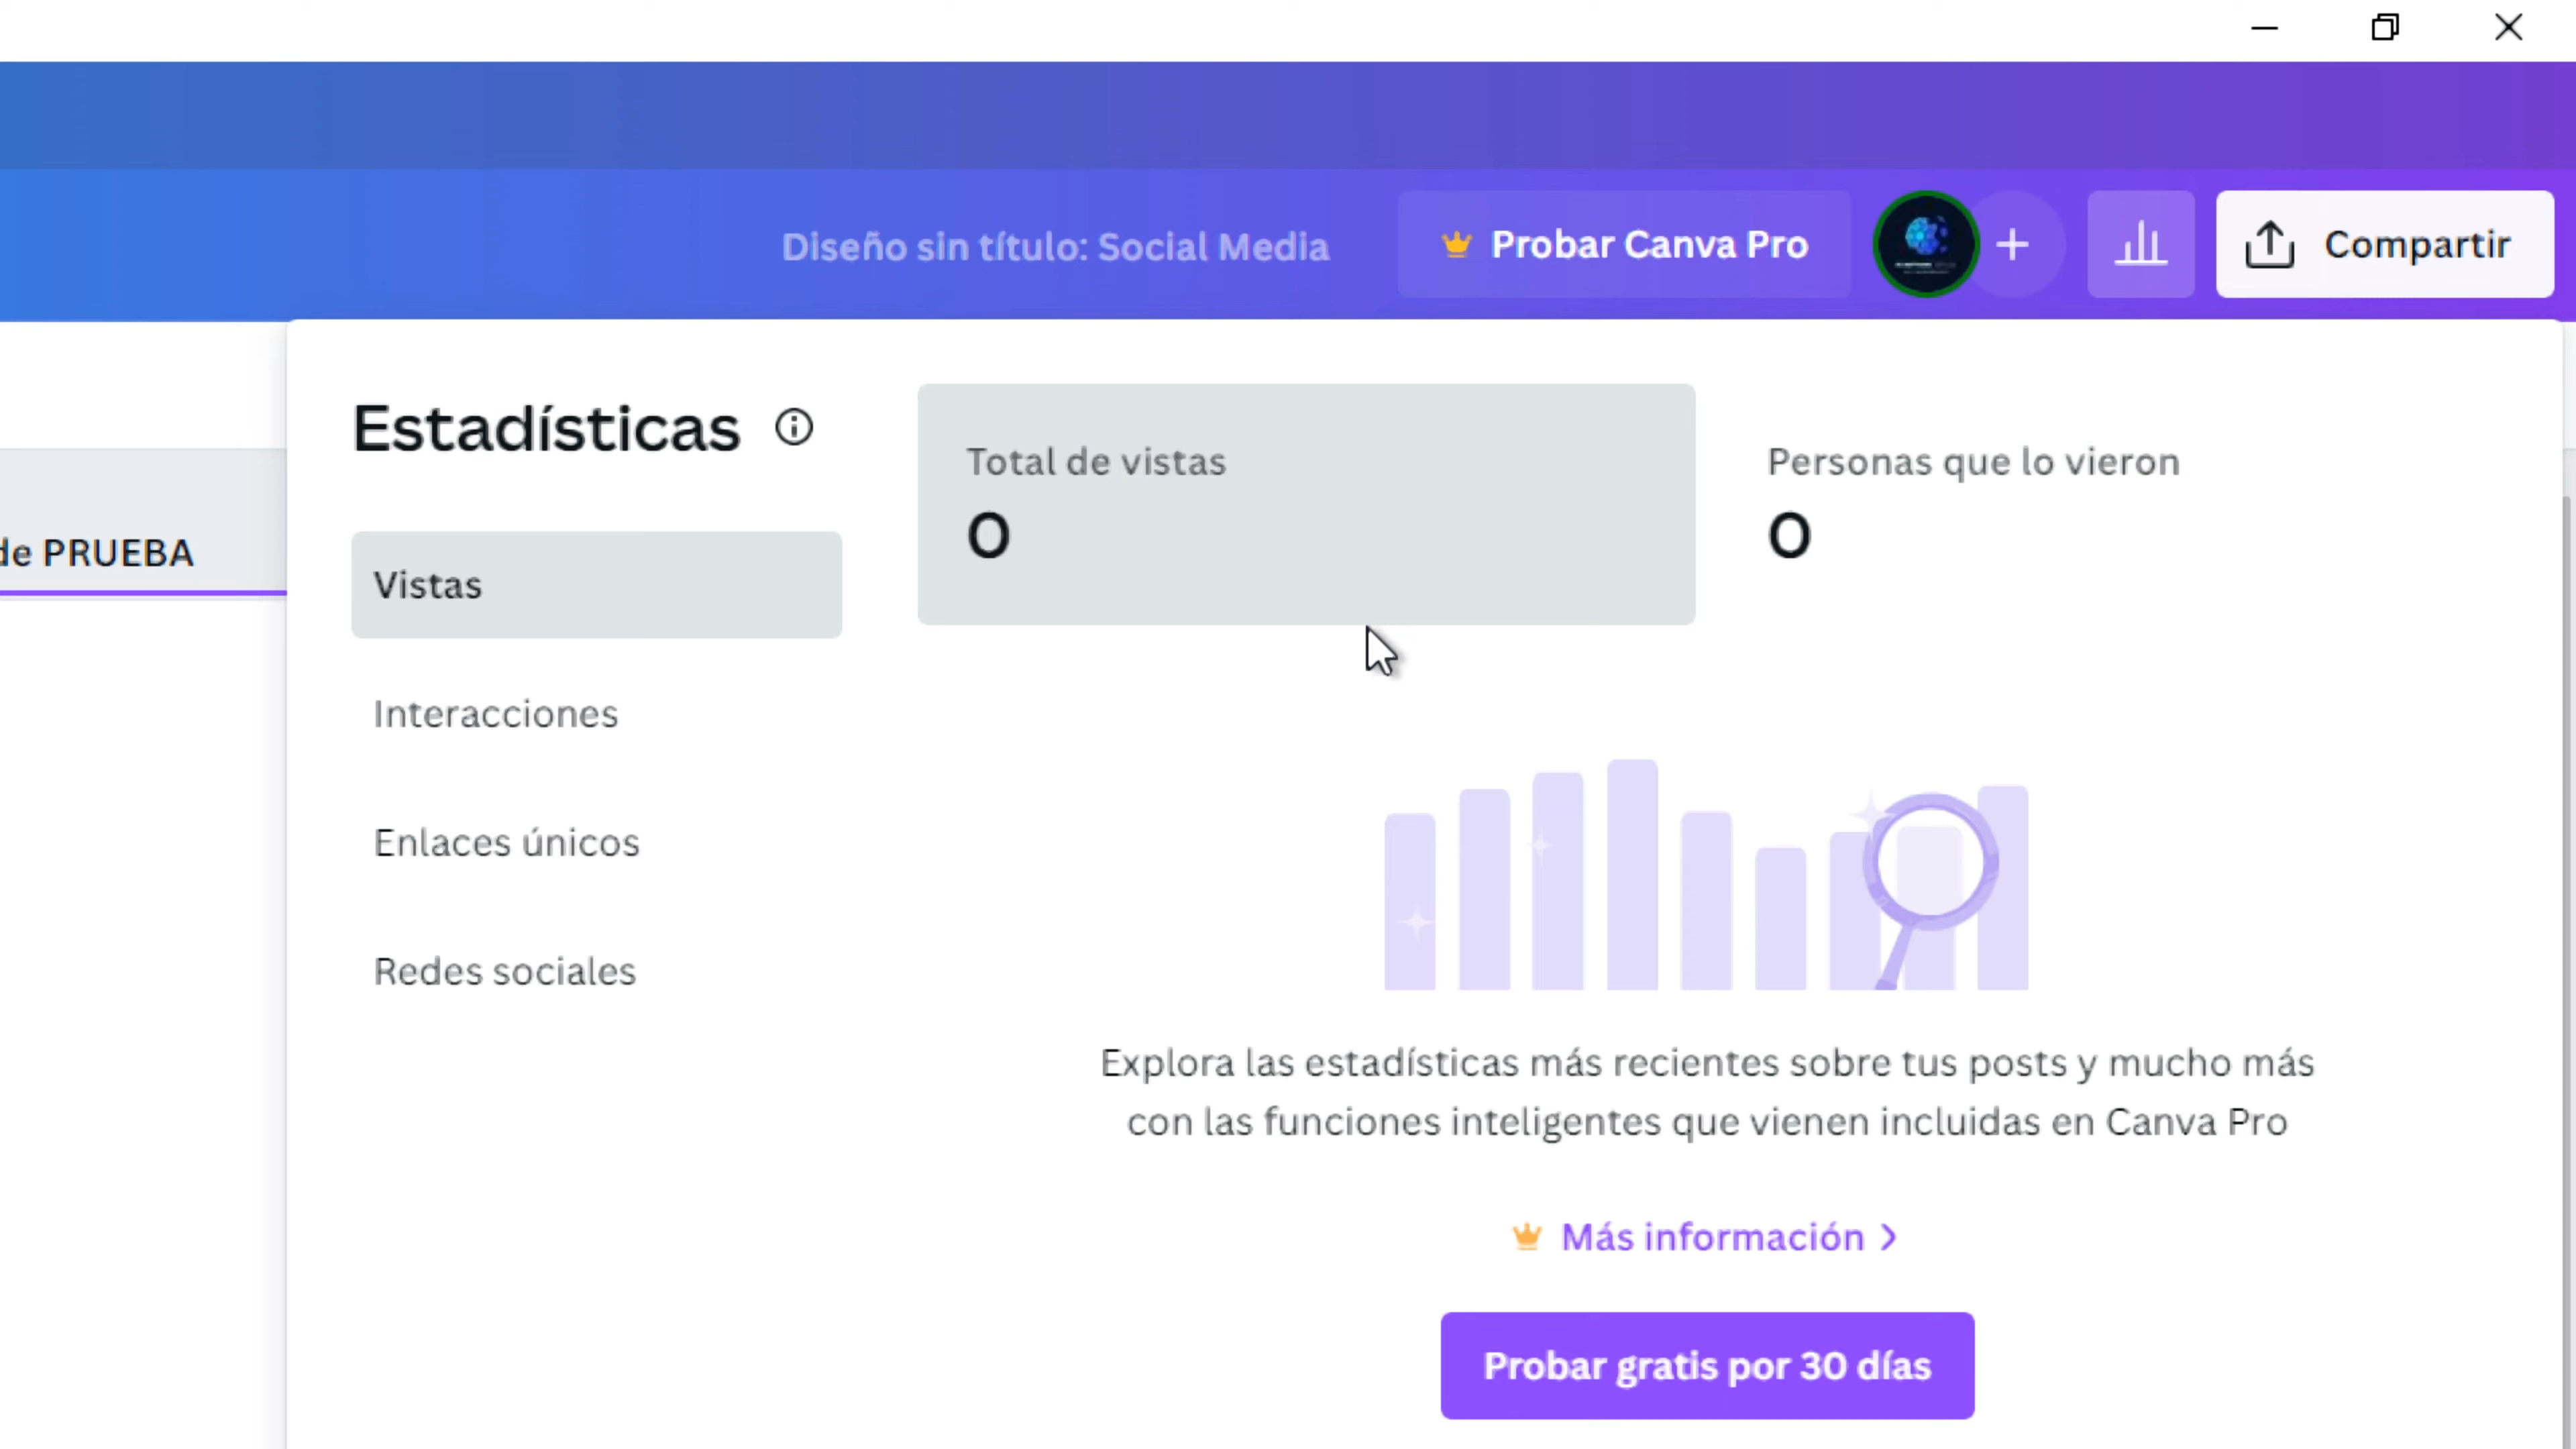 Diseño sin título: Social Media
Probar Canva Pro
Compartir
de PRUEBA
Estadísticas
Vistas
Interacciones
Enlaces únicos
Redes sociales
Total de vistas
0
Personas que lo vieron
0
Explora las estadísticas más recientes sobre tus posts y mucho más
con las funciones inteligentes que vienen incluidas en Canva Pro
Más información
Probar gratis por 30 días